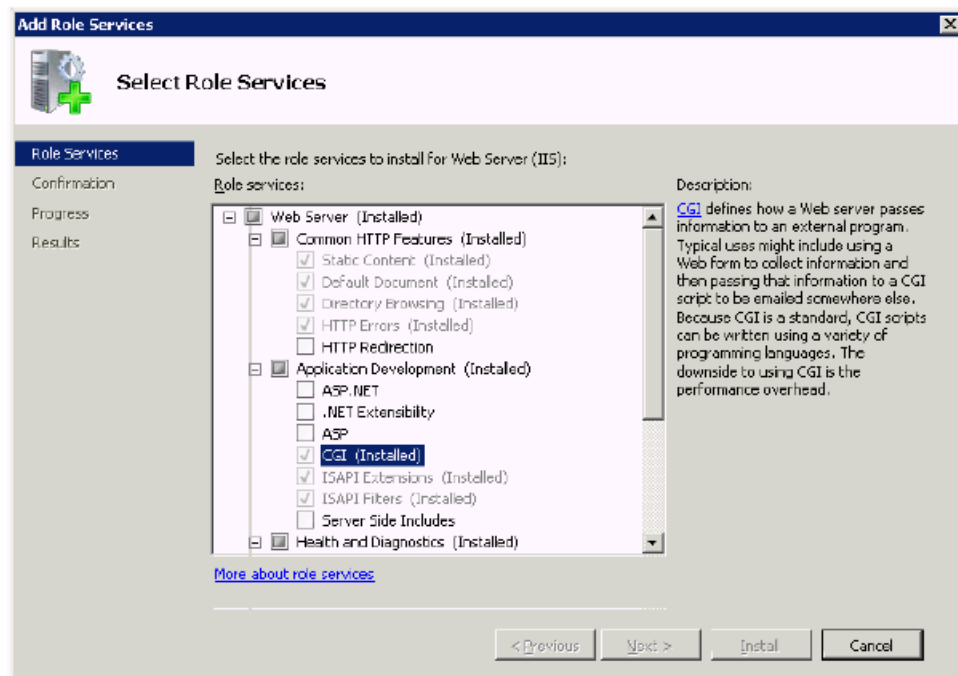 Add Role Services
Select Role Services
Role Services
Confirmation
Progress
Results
Select the role services to install for Web Server (IIS):
Role services:
Web Server (Installed)
Common HTTP Features (Installed)
Static Content (Installed)
Default Document (Installed)
Directory Browsing (Installed)
HTTP Errors (Installed)
HTTP Redirection
Application Development (Installed)
ASP.NET
.NET Extensibility
ASP
CGI (Installed)
ISAPI Extensions (Installed)
ISAPI Filters (Installed)
Server Side Includes
Health and Diagnostics (Installed)
More about role services
Description:
CGI defines how a Web server passes
information to an external program.
Typical uses might include using a
Web form to collect information and
then passing that information to a CGI
script to be emailed somewhere else.
Because CGI is a standard, CGI scripts
can be written using a variety of
programming languages. The
downside to using CGI is the
performance overhead.
< Previous
Next >
Install
Cancel